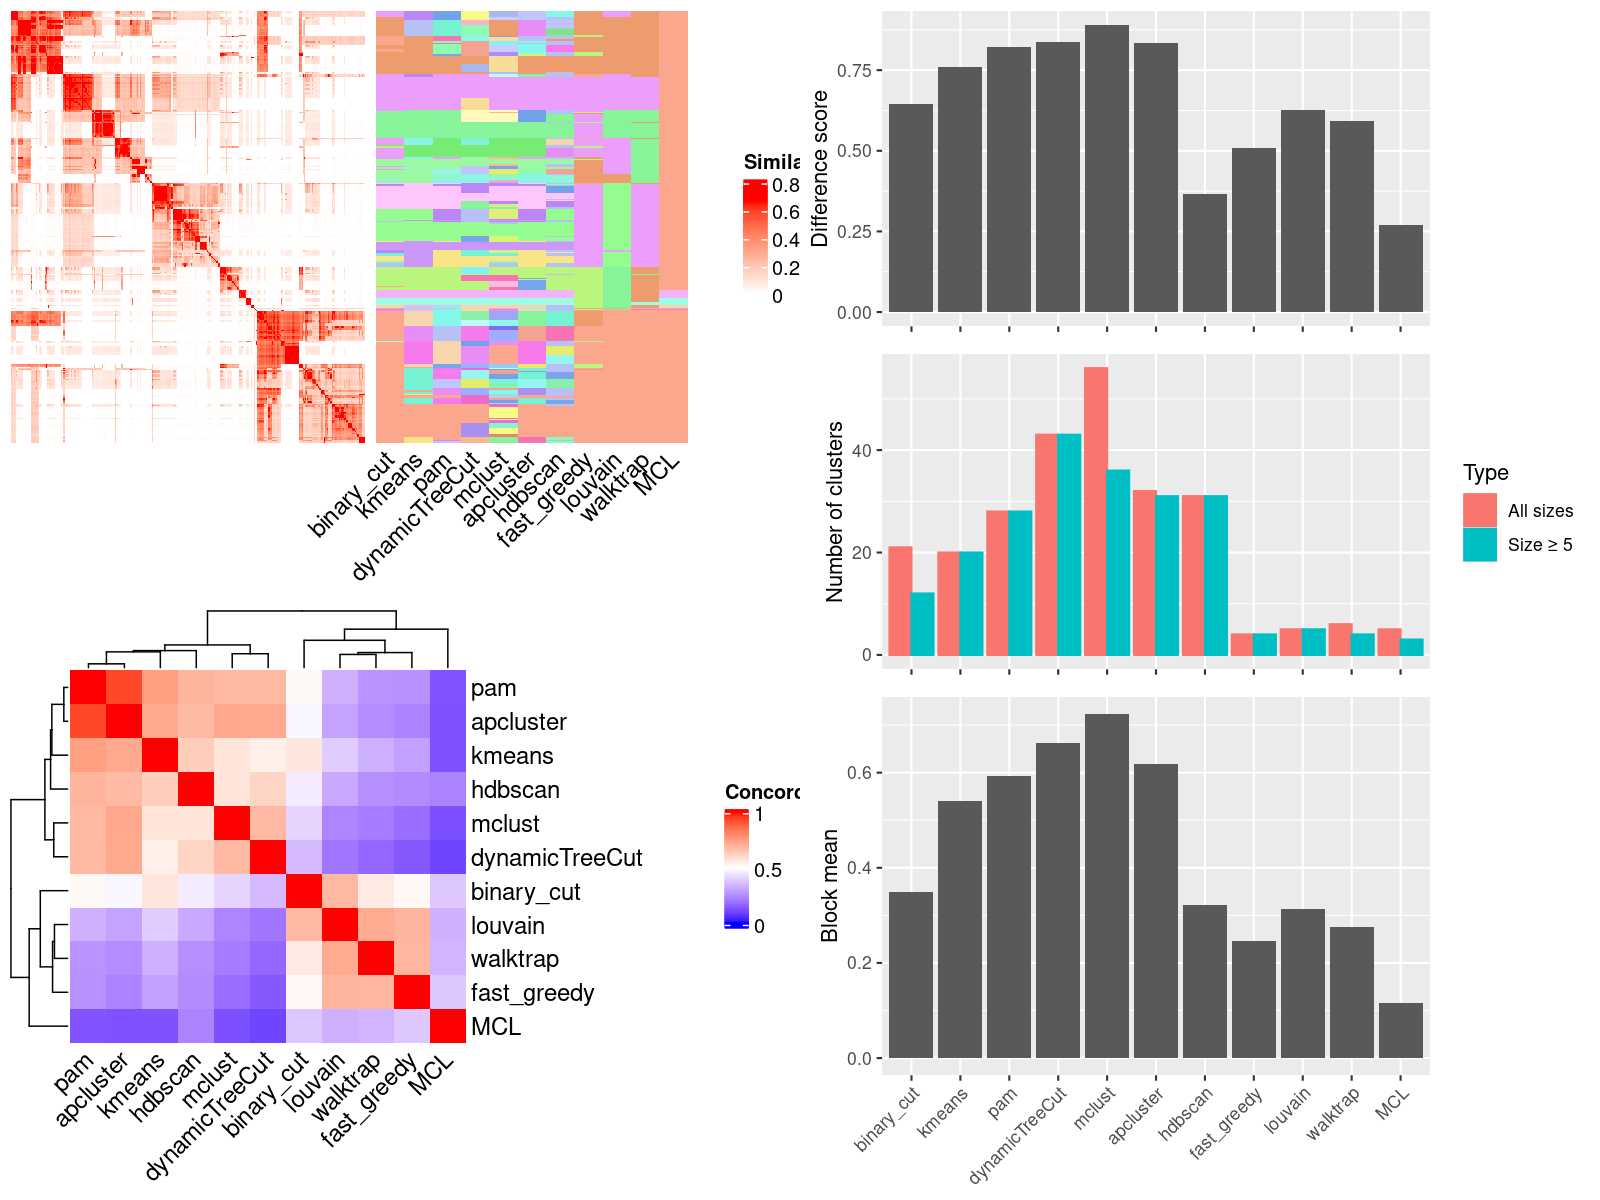 Simila
0.8
0.6
0.4
0.2
0
binary_cut
kmeans
pam
dynamicTreeCut
mclust
apcluster
hdbscan
fast_greedy
louvain
walktrap
MCL
pam
apcluster
kmeans
hdbscan
mclust
dynamicTreeCut
binary_cut
louvain
walktrap
fast_greedy
MCL
Concord
1
0.5
0
pam
apcluster
kmeans
hdbscan
mclust
dynamicTreeCut
binary_cut
louvain
walktrap
fast_greedy
MCL
Difference score
0.75
0.50
0.25
0.00
Number of clusters
40
20
0
Type
All sizes
Size ≥ 5
Block mean
0.6
0.4
0.2
0.0
binary_cut
kmeans
pam
dynamicTreeCut
mclust
apcluster
hdbscan
fast_greedy
louvain
walktrap
MCL